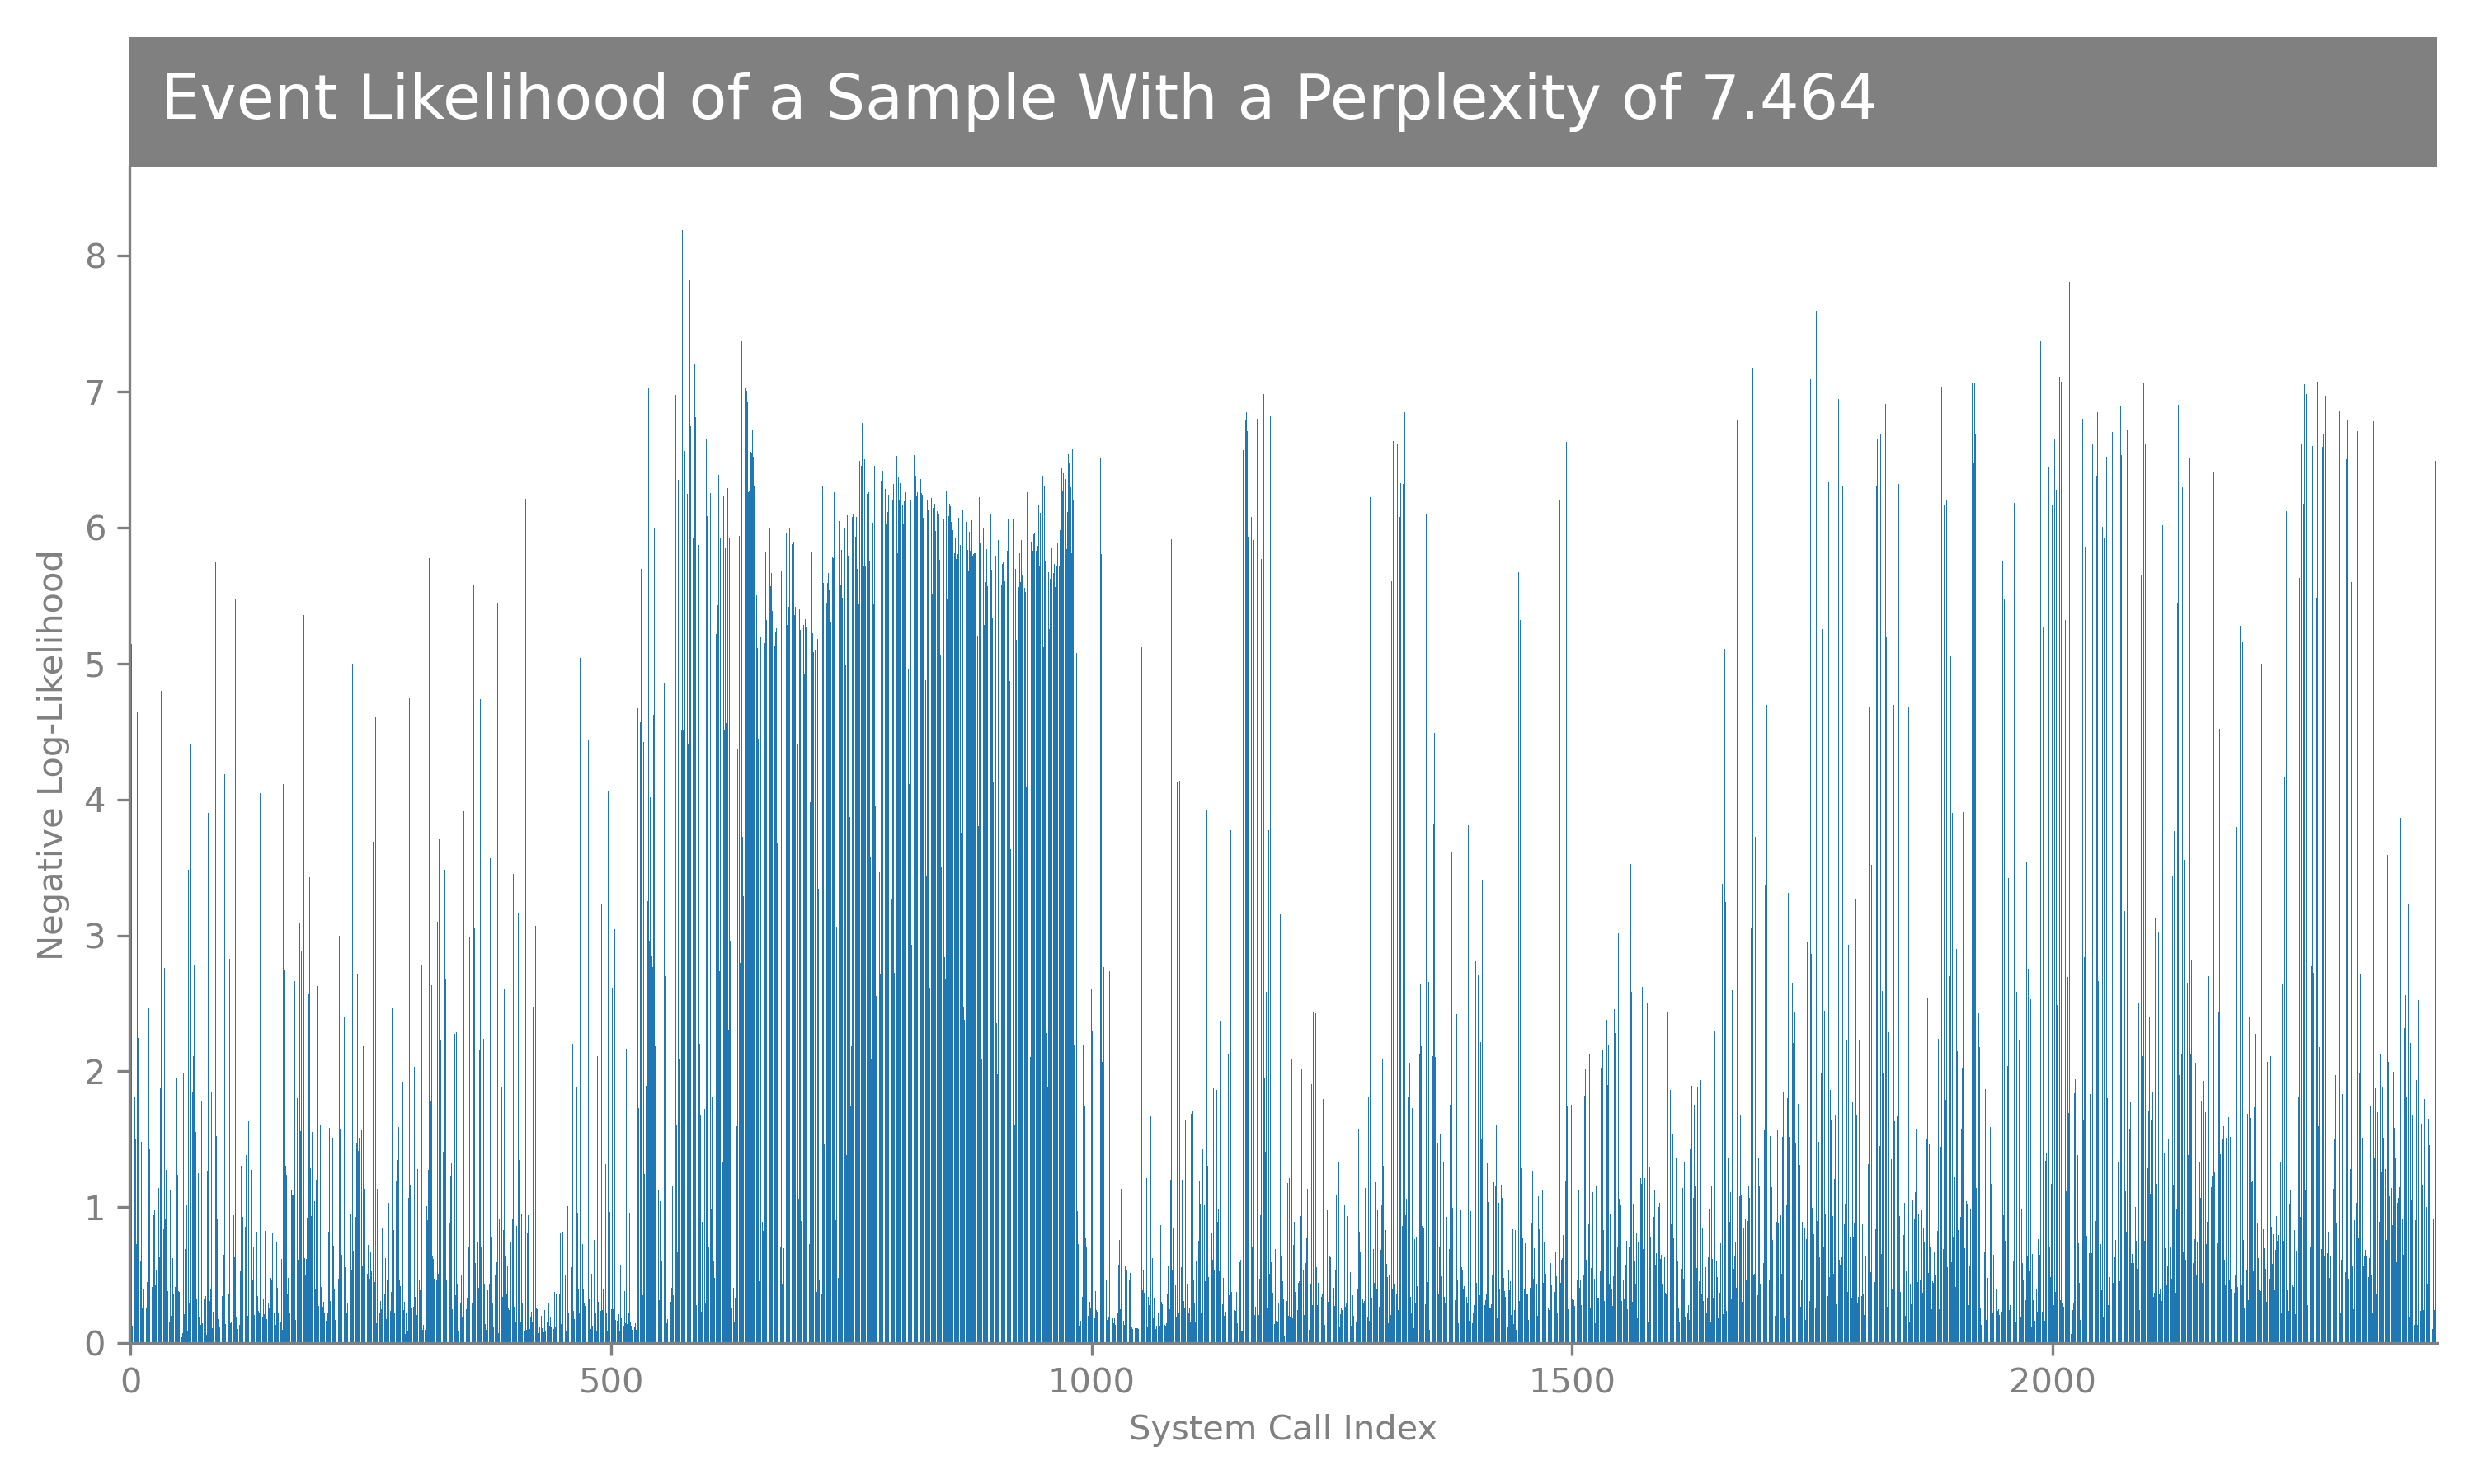 Event Likelihood of a Sample With a Perplexity of 7.464
8
7
6
5
4
3
2
1
0
Negative Log-Likelihood
0 500 1000 1500 2000
System Call Index